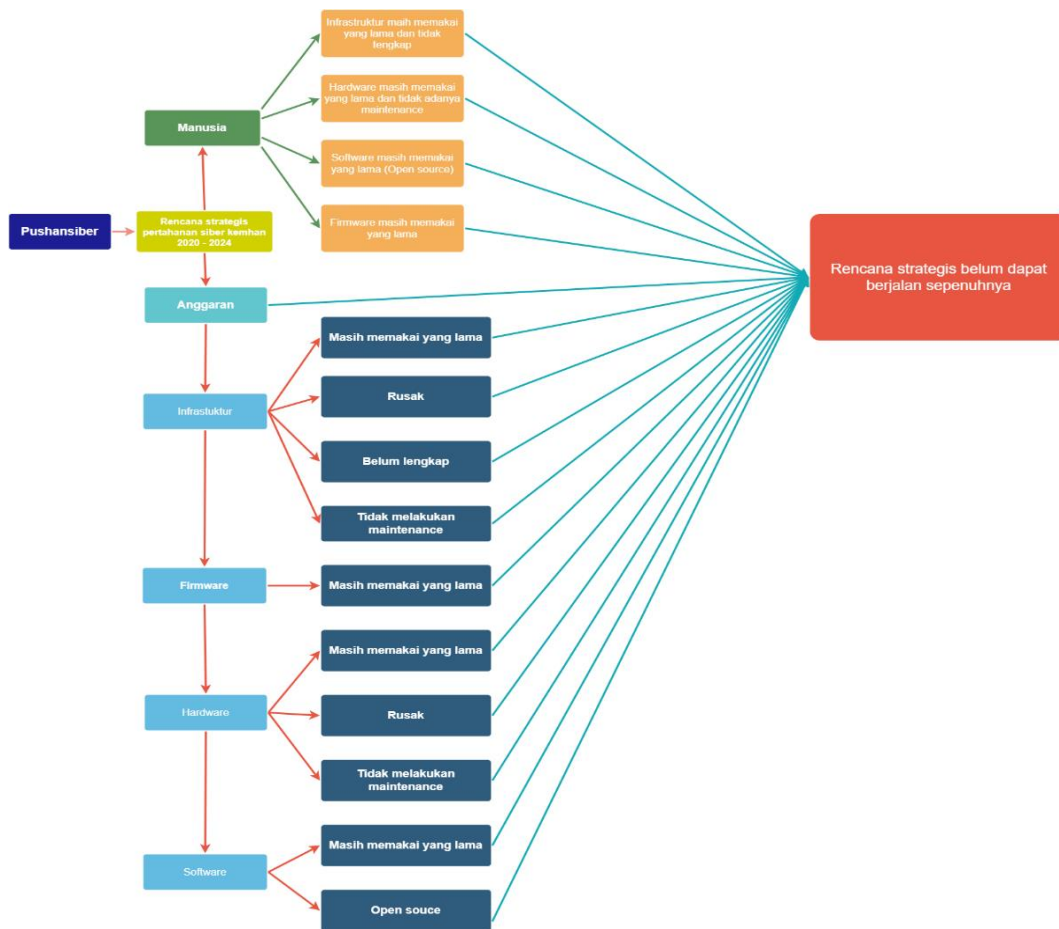 Infrastruktur maih memakai
yang lama dan tidak
lengkap
Hardware masih memakai
yang lama dan tidak adanya
maintenance
Manusia
Software masih memakai
yang lama (Open source)
Firmware masih memakai
yang lama
Pushansiber
Rencana strategis
pertahanan siber kemhan
2020 - 2024
Rencana strategis belum dapat
berjalan sepenuhnya
Anggaran
Masih memakai yang lama
Rusak
Infrastuktur
Belum lengkap
Tidak melakukan
maintenance
Firmware
Masih memakai yang lama
Masih memakai yang lama
Hardware
Rusak
Tidak melakukan
maintenance
Masih memakai yang lama
Software
Open souce